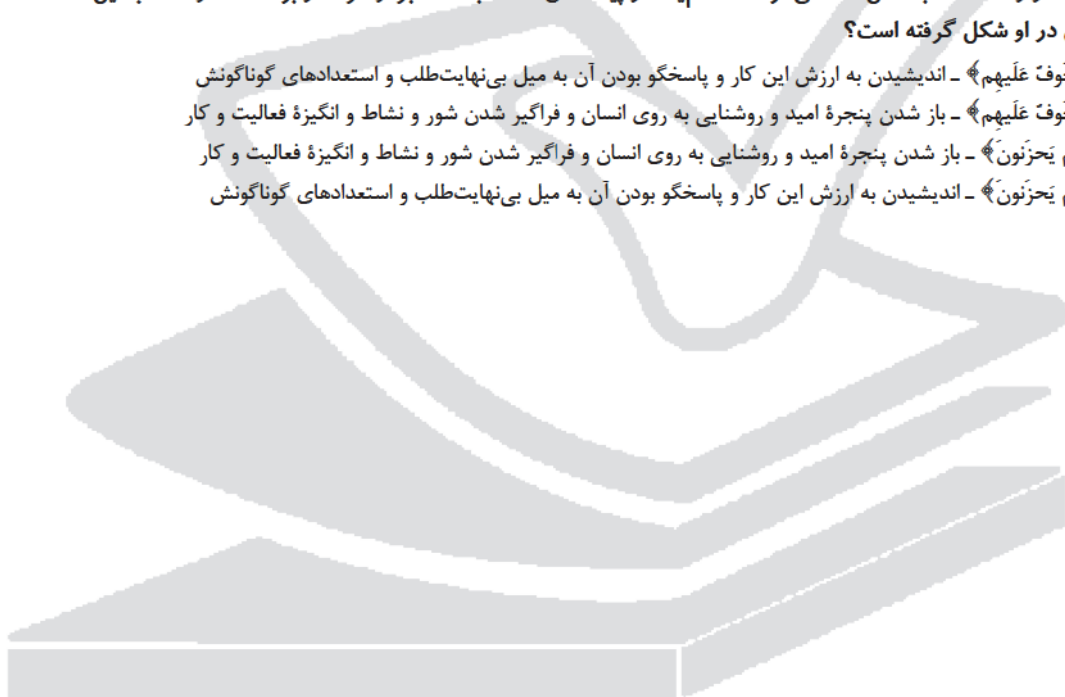 در او شکل گرفته است؟
عَلَیهِم﴾ ـ اندیشیدن به ارزش این کار و پاسخگو بودن آن به میل بی‌نهایت‌طلب و استعدادهای گوناگونش
عَلَیهِم﴾ ـ باز شدن پنجرهٔ امید و روشنایی به روی انسان و فراگیر شدن شور و نشاط و انگیزهٔ فعالیت و کار
یَحزَنونَ﴾ ـ باز شدن پنجرهٔ امید و روشنایی به روی انسان و فراگیر شدن شور و نشاط و انگیزهٔ فعالیت و کار
یَحزَنونَ﴾ ـ اندیشیدن به ارزش این کار و پاسخگو بودن آن به میل بی‌نهایت‌طلب و استعدادهای گوناگونش